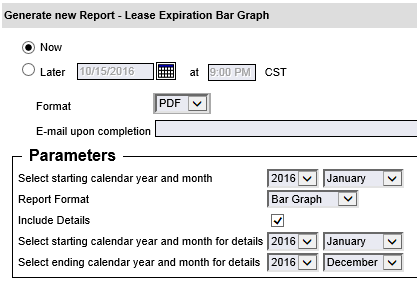 Generate new Report - Lease Expiration Bar Graph
Now
Later 10/15/2016 at 9:00 PM CST
Format PDF
E-mail upon completion
Parameters
Select starting calendar year and month 2016 January
Report Format Bar Graph
Include Details
Select starting calendar year and month for details 2016 January
Select ending calendar year and month for details 2016 December